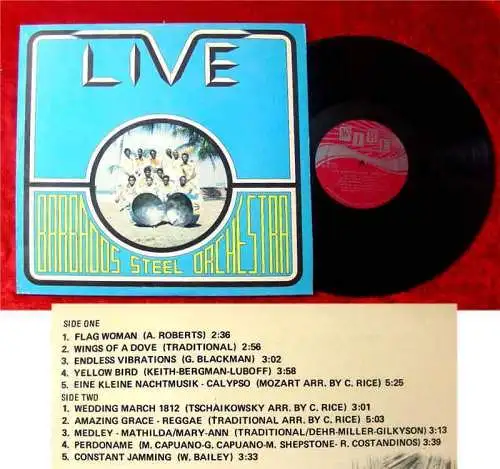 LIVE
BARBADOS STEEL ORCHESTRA
WIRL
SIDE ONE
1. FLAG WOMAN (A. ROBERTS) 2:36
2. WINGS OF A DOVE (TRADITIONAL) 2:56
3. ENDLESS VIBRATIONS (G. BLACKMAN) 3:02
4. YELLOW BIRD (KEITH-BERGMAN-LUBOFF) 3:58
5. EINE KLEINE NACHTMUSIK - CALYPSO (MOZART ARR. BY C. RICE) 5:25
SIDE TWO
1. WEDDING MARCH 1812 (TSCHAIKOWSKY ARR. BY C. RICE) 3:01
2. AMAZING GRACE - REGGAE (TRADITIONAL ARR. BY C. RICE) 5:03
3. MEDLEY - MATHILDA/MARY-ANN (TRADITIONAL/DEHR-MILLER-GILKYSON) 3:13
4. PERDONAME (M. CAPUANO-G. CAPUANO-M. SHEPSTONE- R. COSTANDINOS) 3:39
5. CONSTANT JAMMING (W. BAILEY) 3:33